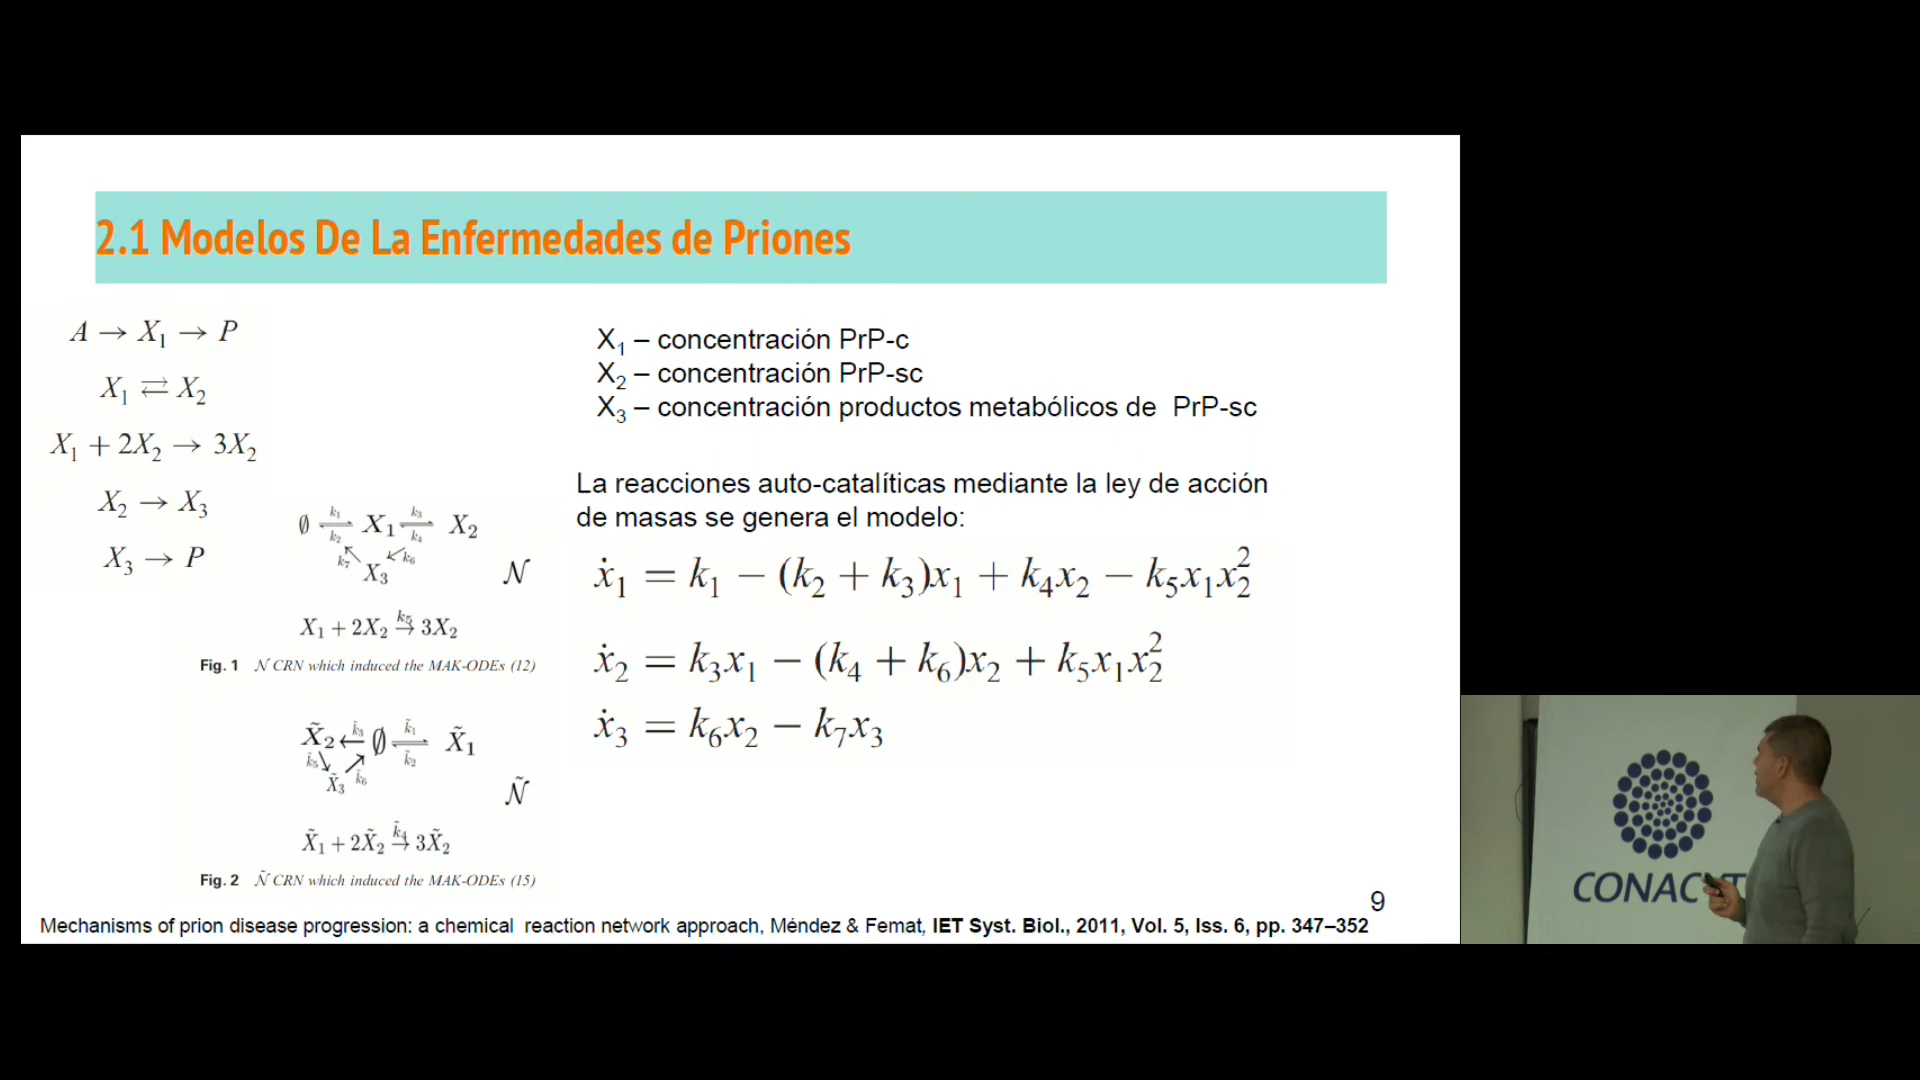 2.1 Modelos De La Enfermedades de Priones
A → X₁ → P
X₁ ⇄ X₂
X₁ + 2X₂ → 3X₂
X₂ → X₃
X₃ → P
∅ k₁ ⇌ k₂ X₁ k₃ ⇌ k₄ X₂
k₇ ↖ X₃ ↙ k₆
𝒩
X₁ + 2X₂ k₅ → 3X₂
Fig. 1 𝒩 CRN which induced the MAK-ODEs (12)
X̃₂ k̃₃ ← ∅ k̃₁ ⇌ k̃₂ X̃₁
k̃₅ ↘ X̃₃ ↗ k̃₆
𝒩̃
X̃₁ + 2X̃₂ k̃₄ → 3X̃₂
Fig. 2 𝒩̃ CRN which induced the MAK-ODEs (15)
X₁ – concentración PrP-c
X₂ – concentración PrP-sc
X₃ – concentración productos metabólicos de PrP-sc
La reacciones auto-catalíticas mediante la ley de acción
de masas se genera el modelo:
ẋ₁ = k₁ − (k₂ + k₃)x₁ + k₄x₂ − k₅x₁x₂²
ẋ₂ = k₃x₁ − (k₄ + k₆)x₂ + k₅x₁x₂²
ẋ₃ = k₆x₂ − k₇x₃
9
Mechanisms of prion disease progression: a chemical reaction network approach, Méndez & Femat, IET Syst. Biol., 2011, Vol. 5, Iss. 6, pp. 347–352
CONAC T